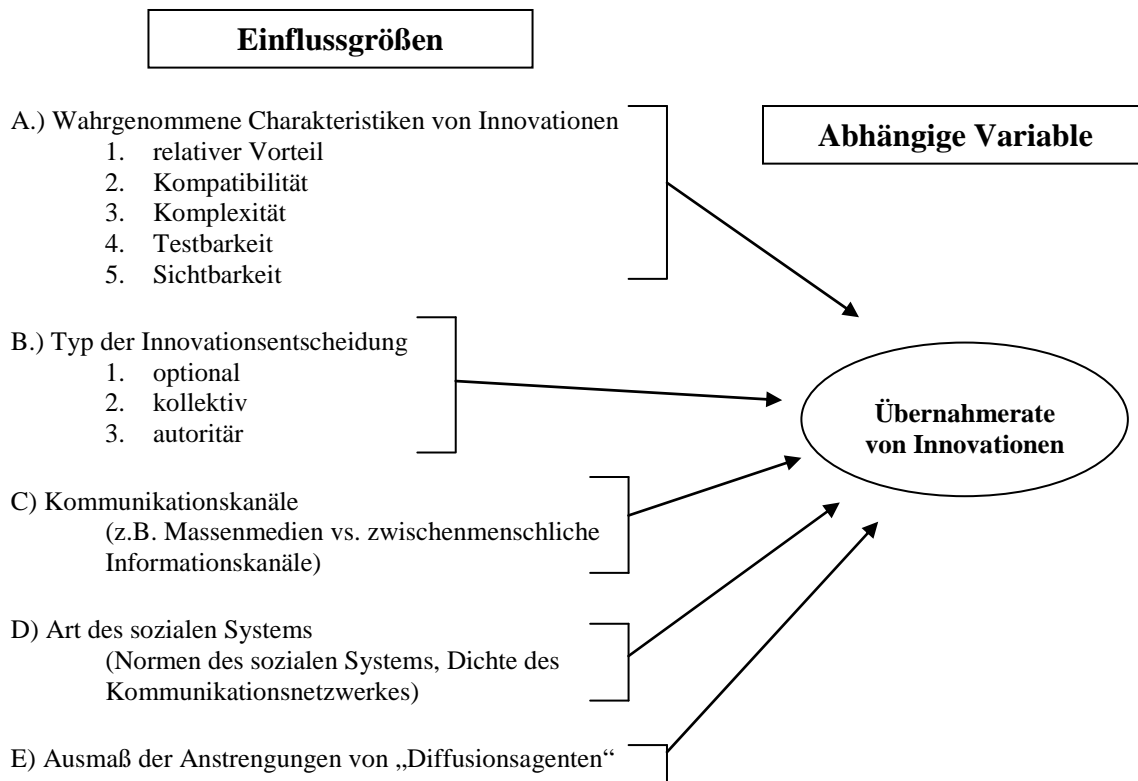 Einflussgrößen
A.) Wahrgenommene Charakteristiken von Innovationen
1. relativer Vorteil
2. Kompatibilität
3. Komplexität
4. Testbarkeit
5. Sichtbarkeit
Abhängige Variable
B.) Typ der Innovationsentscheidung
1. optional
2. kollektiv
3. autoritär
Übernahmerate
von Innovationen
C) Kommunikationskanäle
(z.B. Massenmedien vs. zwischenmenschliche
Informationskanäle)
D) Art des sozialen Systems
(Normen des sozialen Systems, Dichte des
Kommunikationsnetzwerkes)
E) Ausmaß der Anstrengungen von „Diffusionsagenten“